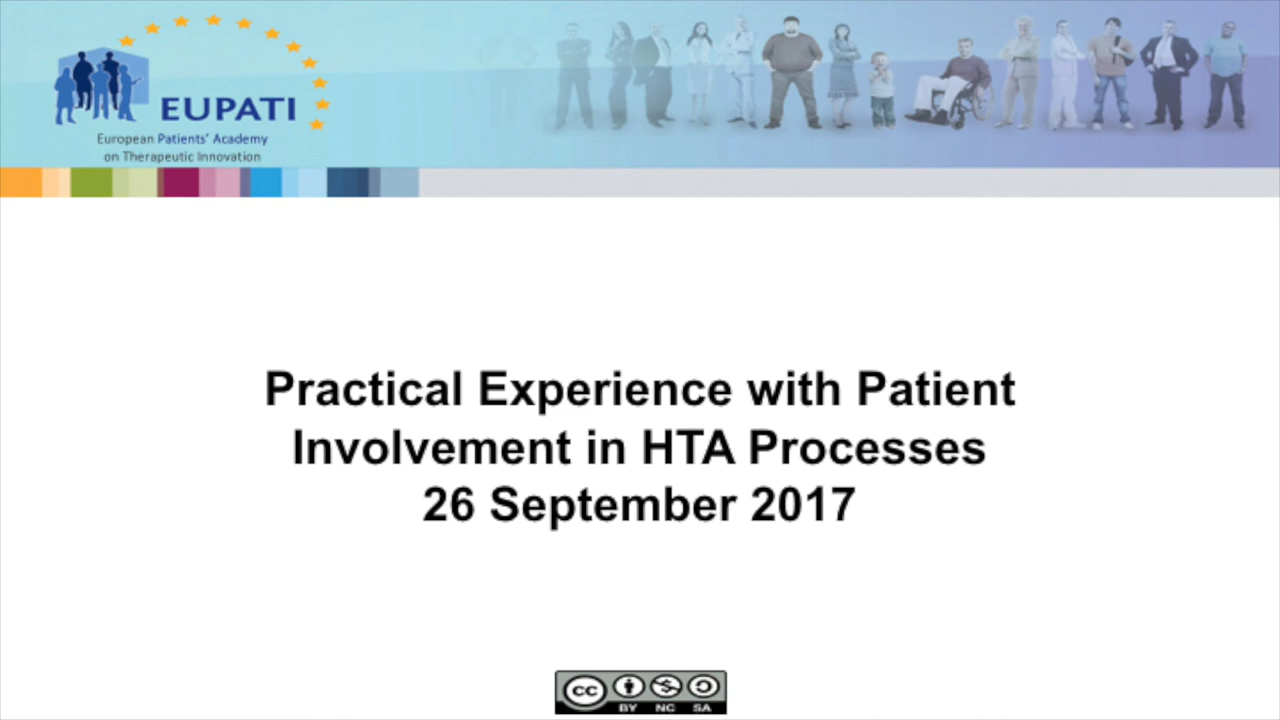 EUPATI
European Patients' Academy
on Therapeutic Innovation
Practical Experience with Patient
Involvement in HTA Processes
26 September 2017
cc
BY NC SA